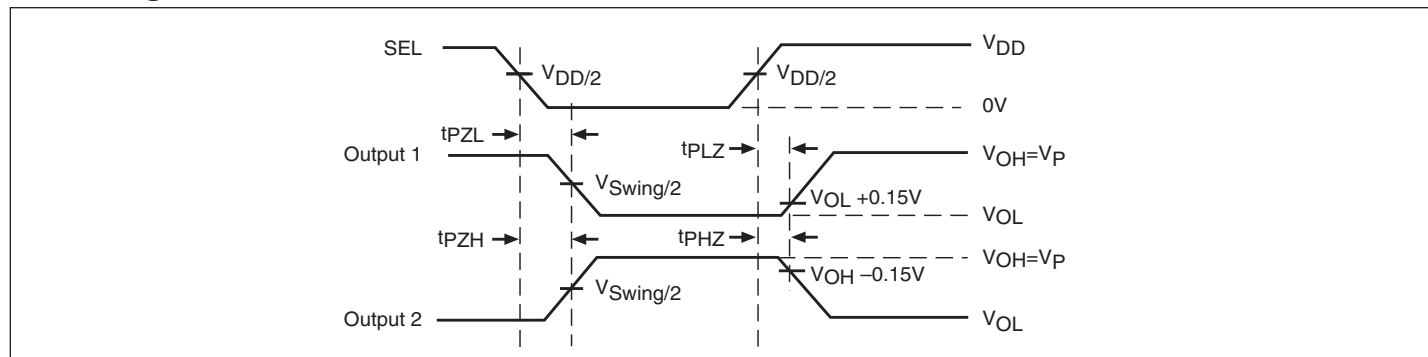 SEL
VDD/2
VDD/2
VDD
0V
tPZL
tPLZ
Output 1
VSwing/2
VOH=VP
VOL +0.15V
VOL
tPZH
tPHZ
VOH=VP
VOH –0.15V
VSwing/2
Output 2
VOL